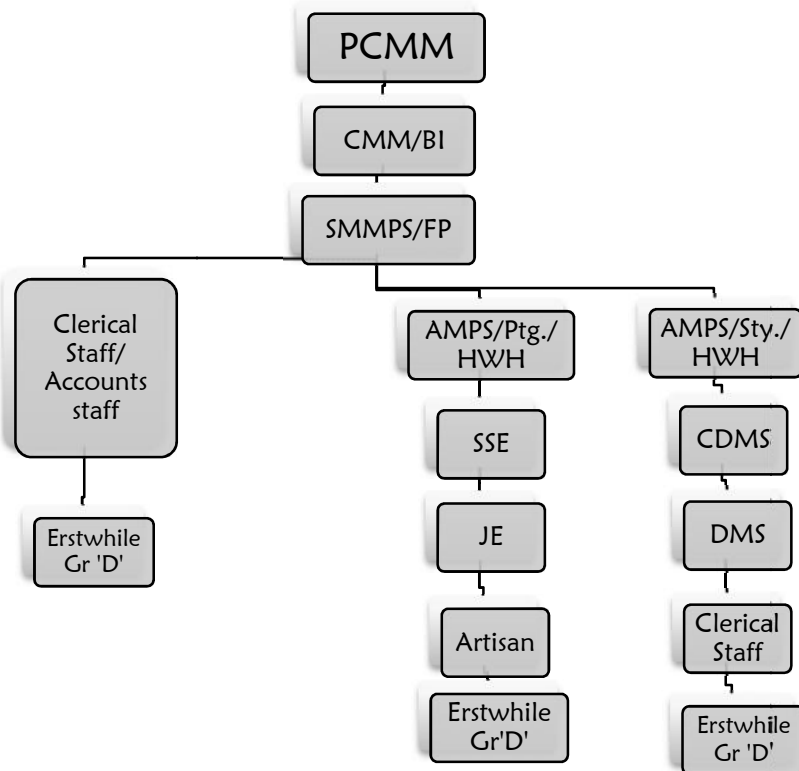 PCMM
CMM/BI
SMMPS/FP
Clerical
Staff/
Accounts
staff
Erstwhile
Gr 'D'
AMPS/Ptg./
HWH
SSE
JE
Artisan
Erstwhile
Gr'D'
AMPS/Sty./
HWH
CDMS
DMS
Clerical
Staff
Erstwhile
Gr 'D'